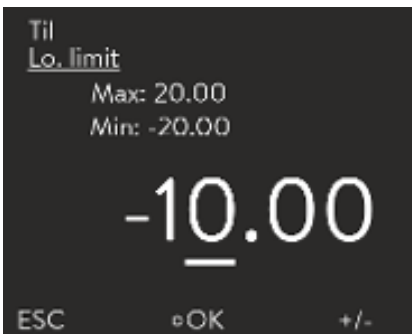 Til
Lo. limit
Max: 20.00
Min: -20.00
-10.00
ESC OK +/-